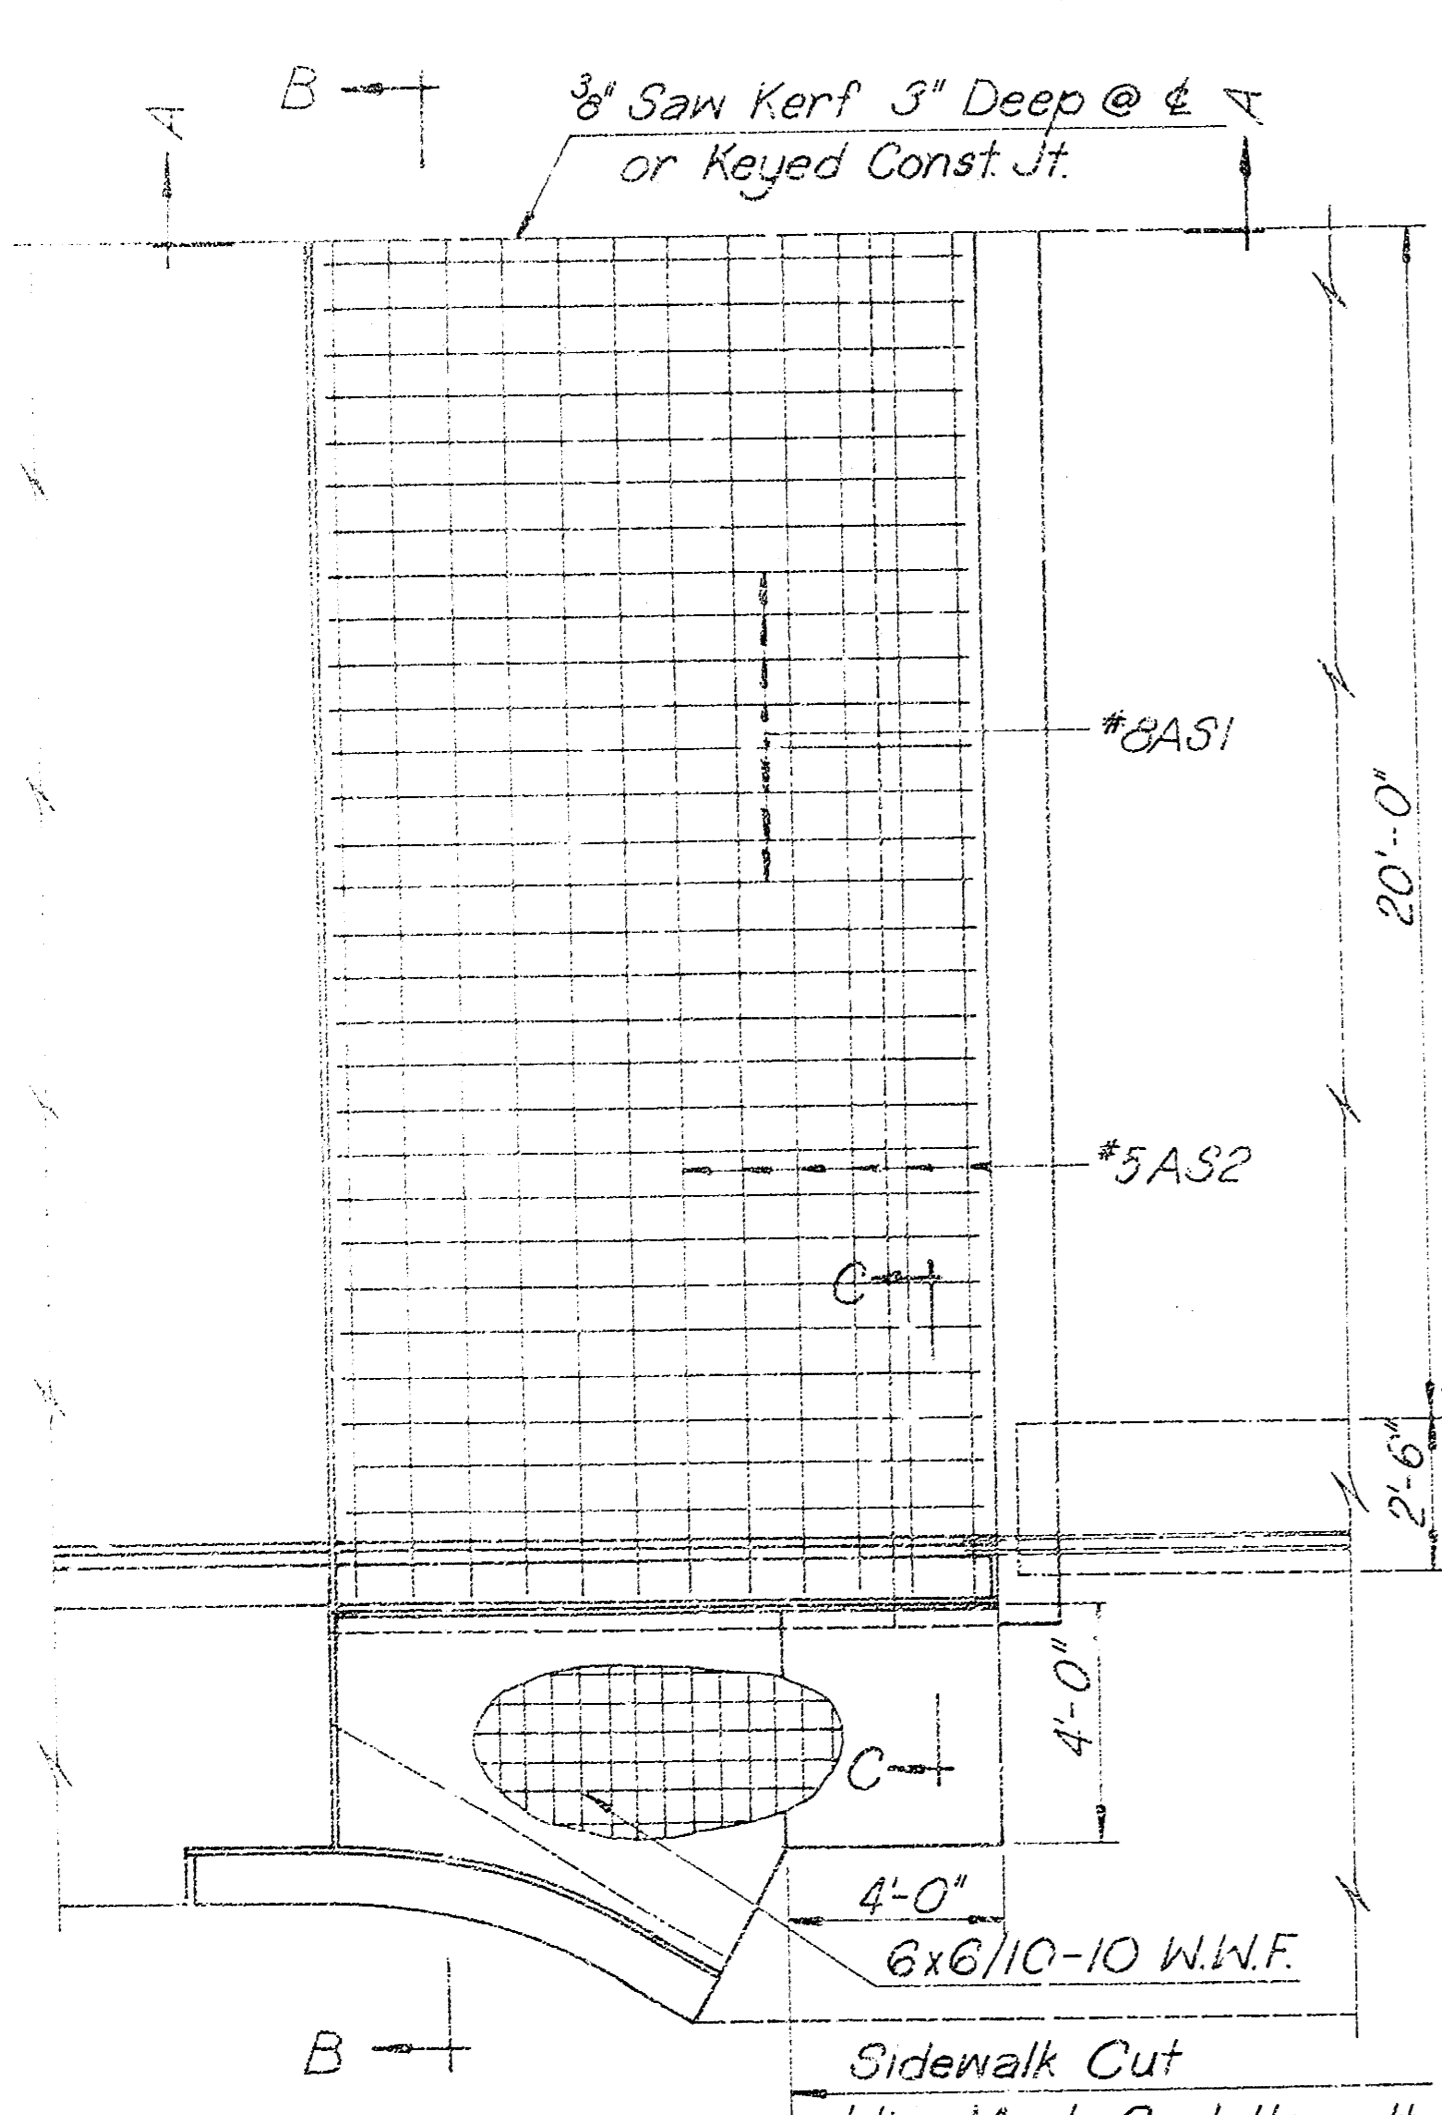 B
A
3/8" Saw Kerf 3" Deep @ ℄
A
or Keyed Const. Jt.
#8AS1
20'-0"
#5AS2
C
2'-6"
4'-0"
C
4'-0"
6x6/10-10 W.W.F.
B
Sidewalk Cut